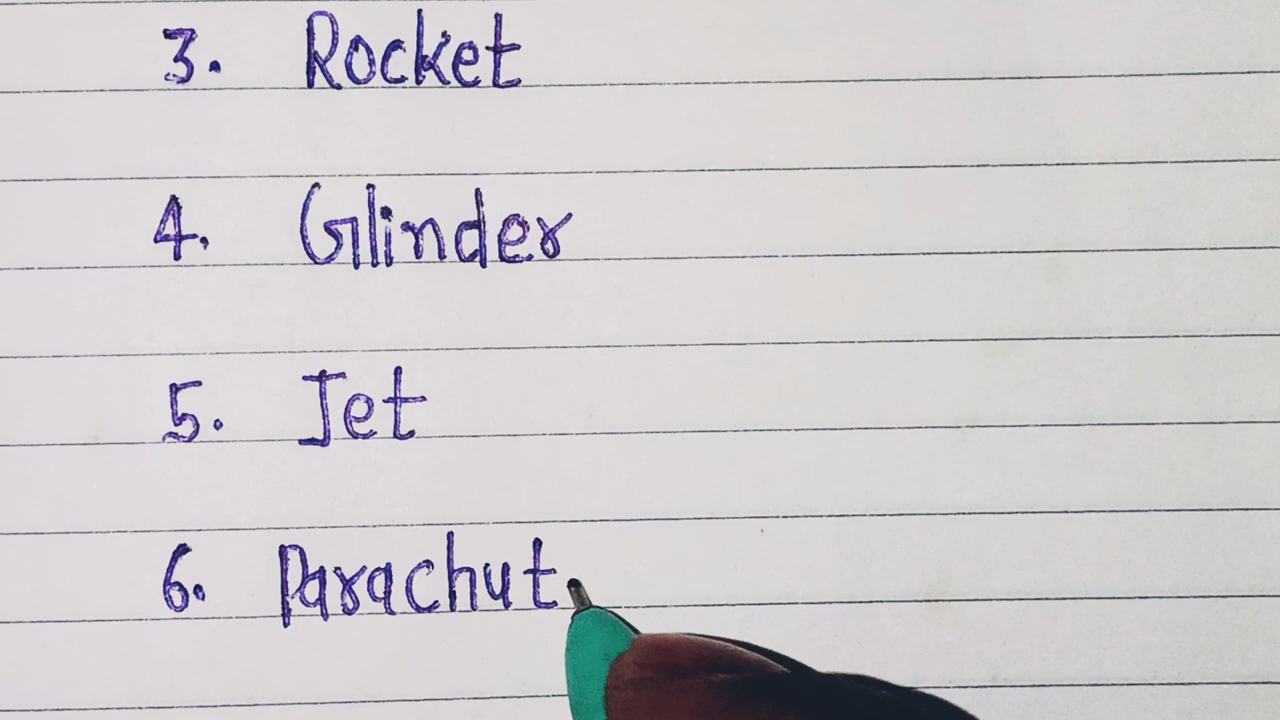 3. Rocket
4. Glinder
5. Jet
6. Parachut